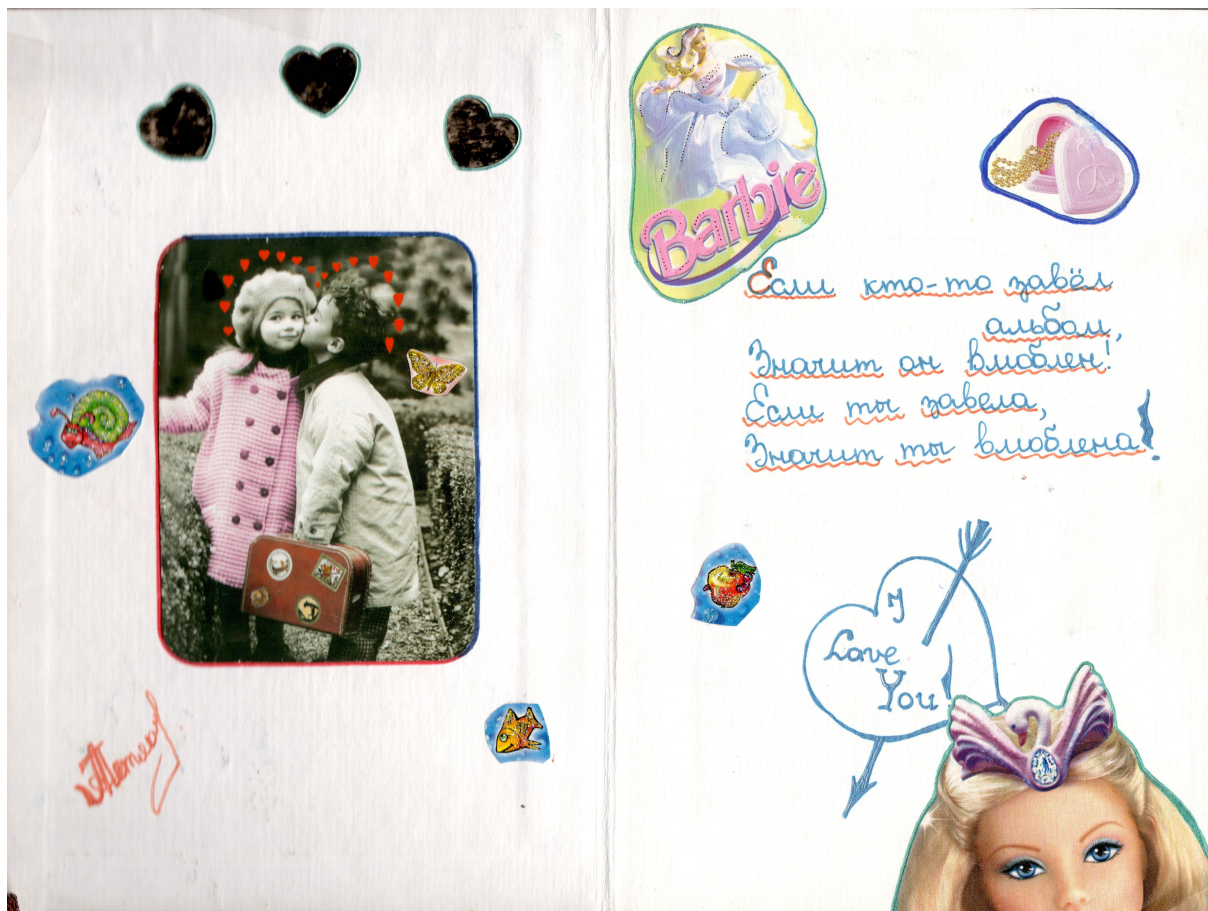 Barbie
Если кто-то завёл
альбом,
Значит он влюблен!
Если ты завела,
Значит ты влюблена!
I
Love
You!